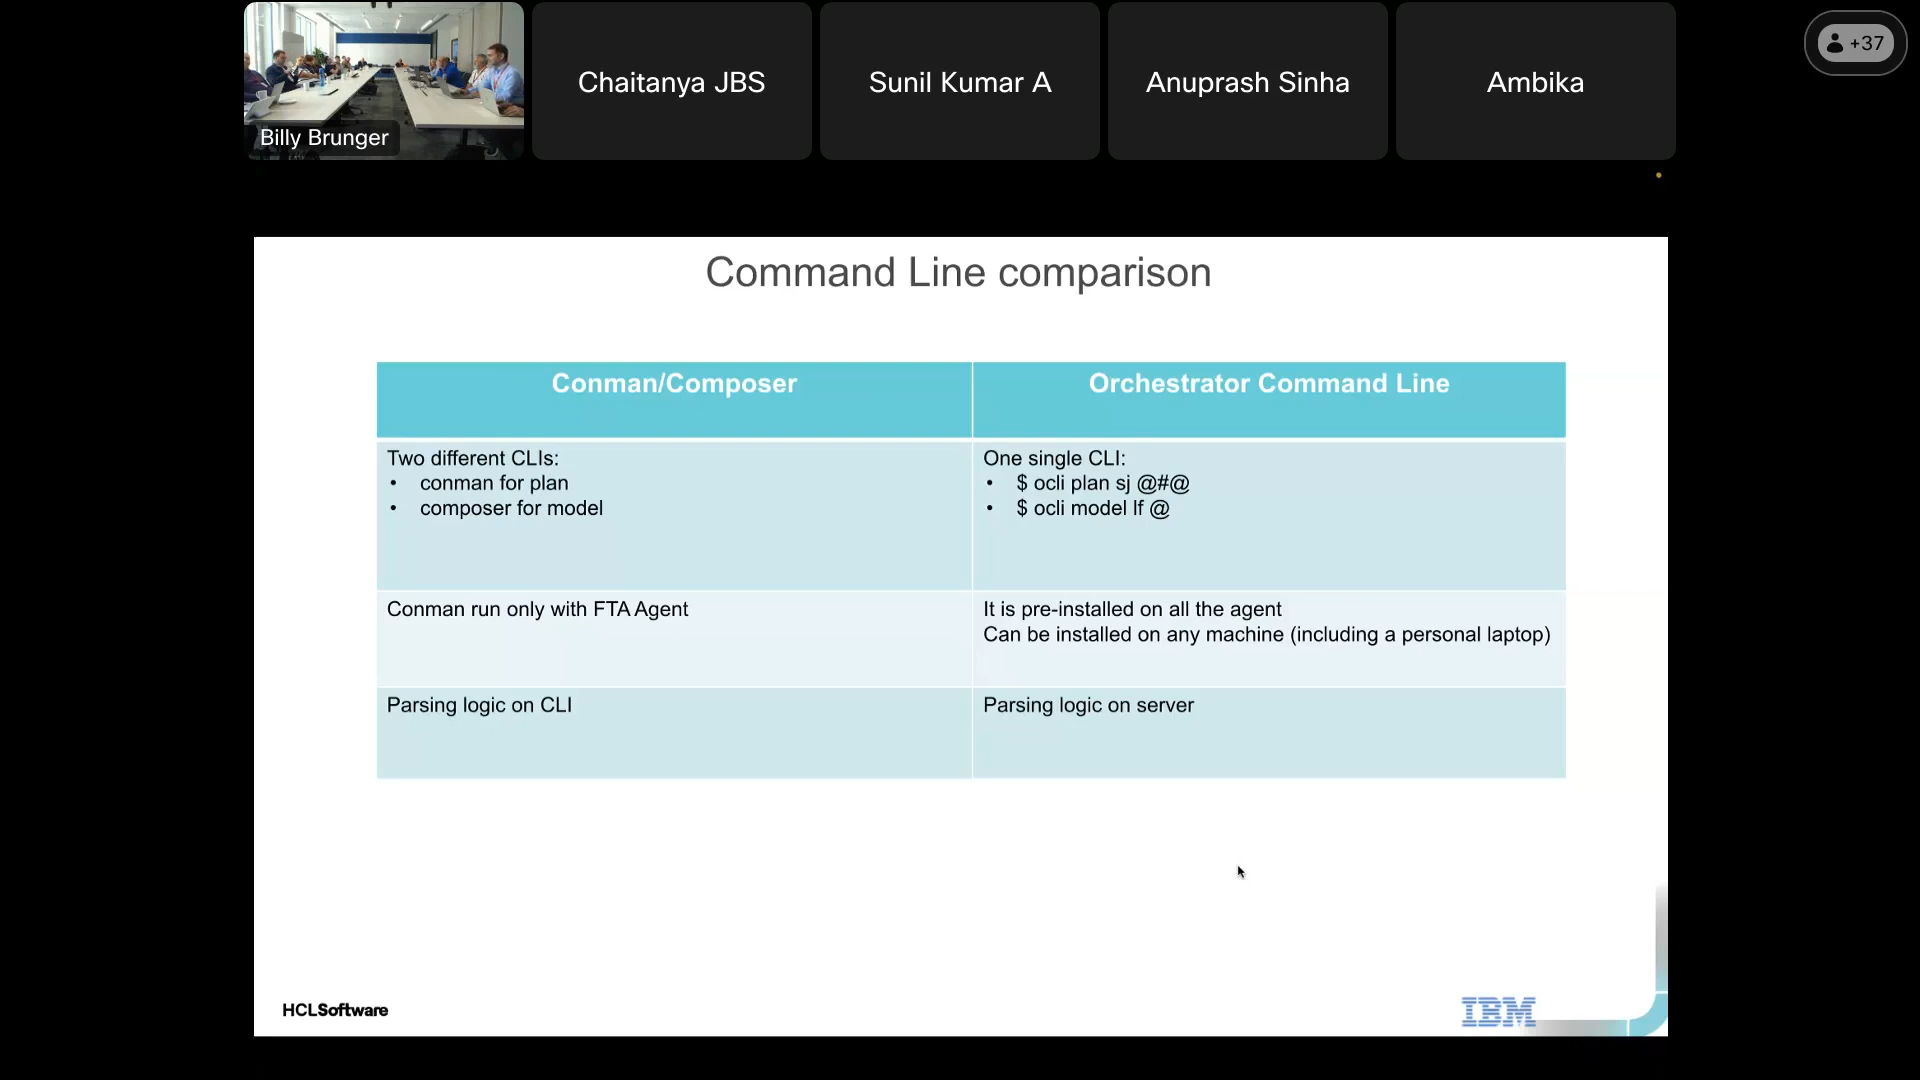 Billy Brunger
Chaitanya JBS
Sunil Kumar A
Anuprash Sinha
Ambika
+37
Command Line comparison
Conman/Composer
Orchestrator Command Line
Two different CLIs:
• conman for plan
• composer for model
One single CLI:
• $ ocli plan sj @#@
• $ ocli model lf @
Conman run only with FTA Agent
It is pre-installed on all the agent
Can be installed on any machine (including a personal laptop)
Parsing logic on CLI
Parsing logic on server
HCLSoftware
IBM